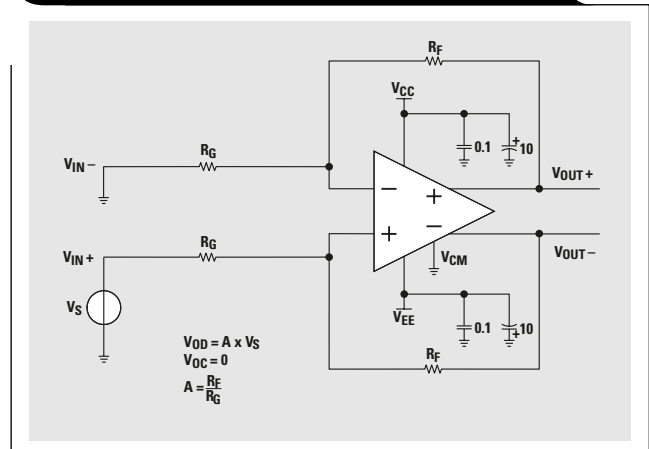 RF
VCC
RG
VIN−
0.1
+
10
VOUT+
−
+
+
−
RG
VIN+
VCM
VOUT−
VS
VEE
0.1
+
10
VOD = A x VS
VOC = 0
RF
A = RF
RG